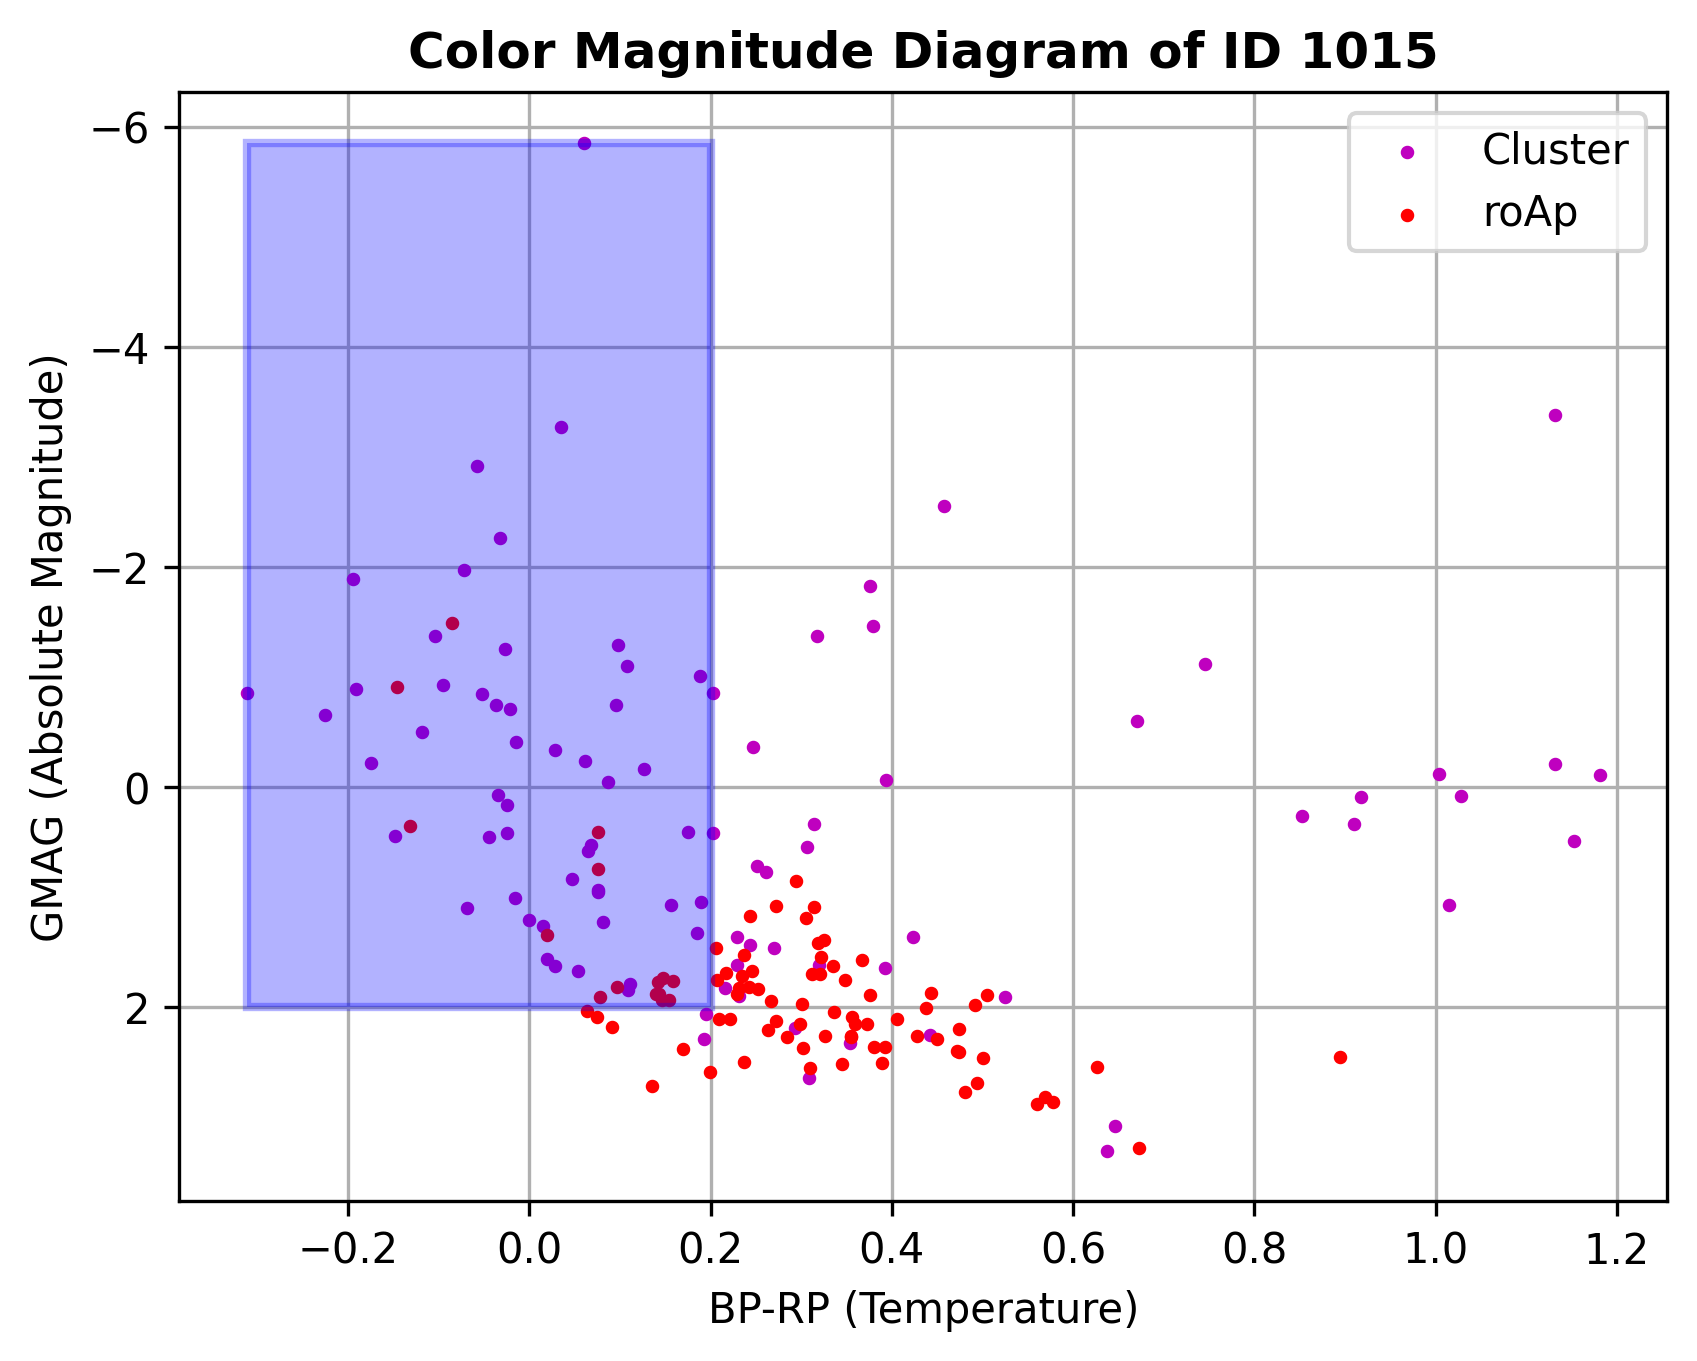 Color Magnitude Diagram of ID 1015
−6
−4
−2
0
2
GMAG (Absolute Magnitude)
Cluster
roAp
−0.2
0.0
0.2
0.4
0.6
0.8
1.0
1.2
BP-RP (Temperature)